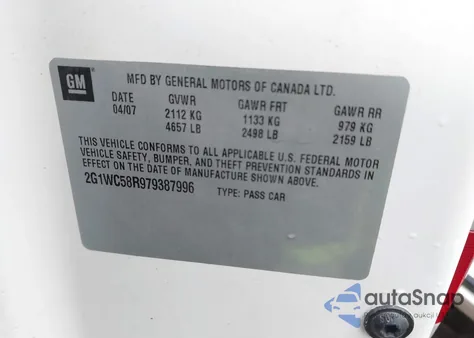 GM
MFD BY GENERAL MOTORS OF CANADA LTD.
DATE GVWR GAWR FRT GAWR RR
04/07 2112 KG 1133 KG 979 KG
4657 LB 2498 LB 2159 LB
THIS VEHICLE CONFORMS TO ALL APPLICABLE U.S. FEDERAL MOTOR
VEHICLE SAFETY, BUMPER, AND THEFT PREVENTION STANDARDS IN
EFFECT ON THE DATE OF MANUFACTURE SHOWN ABOVE.
2G1WC58R979387996 TYPE: PASS CAR
autaSnap